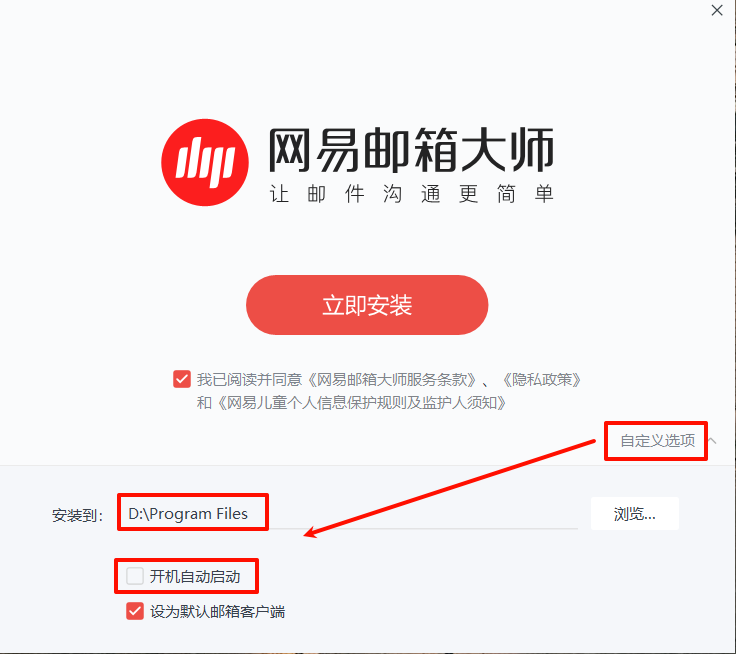 网易邮箱大师
让邮件沟通更简单
立即安装
我已阅读并同意《网易邮箱大师服务条款》、《隐私政策》
和《网易儿童个人信息保护规则及监护人须知》
自定义选项
安装到: D:\Program Files 浏览...
开机自动启动
设为默认邮箱客户端